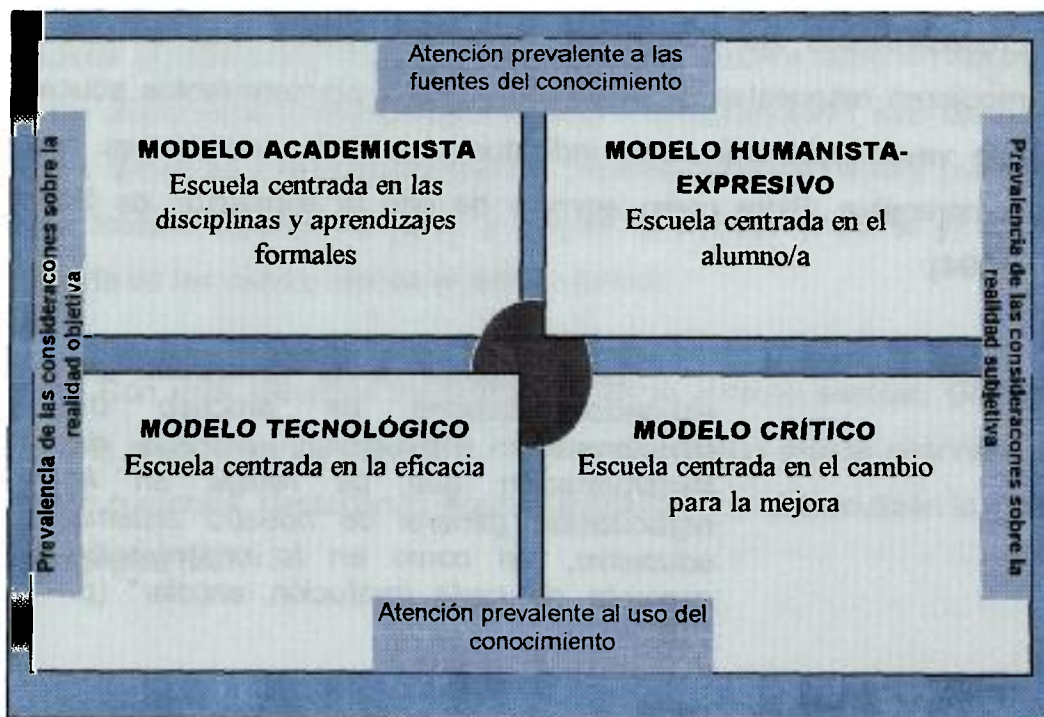 Atención prevalente a las
fuentes del conocimiento
Prevalencia de las consideracones sobre la
realidad objetiva
MODELO ACADEMICISTA
Escuela centrada en las
disciplinas y aprendizajes
formales
MODELO HUMANISTA-
EXPRESIVO
Escuela centrada en el
alumno/a
Prevalencia de las consideracones sobre la
realidad subjetiva
MODELO TECNOLÓGICO
Escuela centrada en la eficacia
MODELO CRÍTICO
Escuela centrada en el cambio
para la mejora
Atención prevalente al uso del
conocimiento